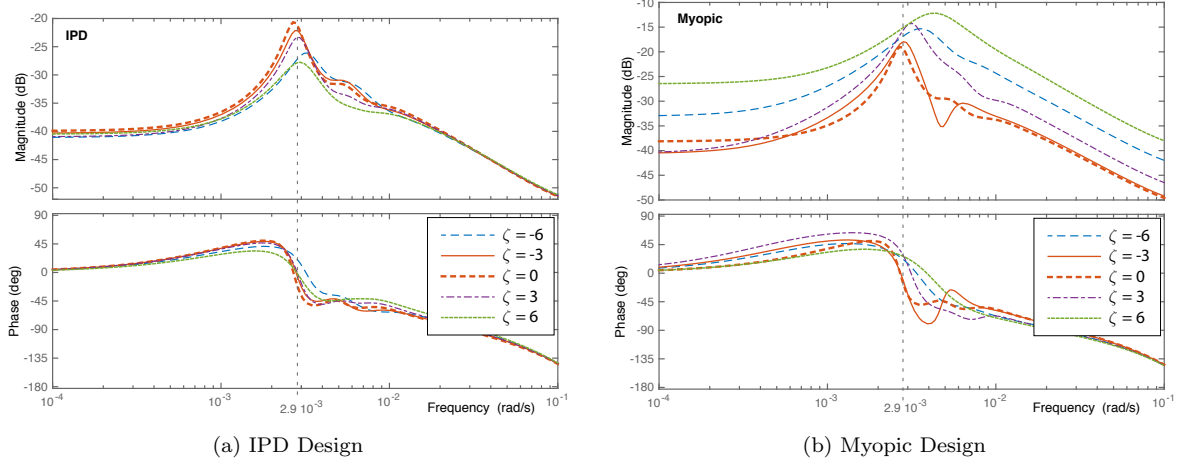 IPD
Magnitude (dB)
-20
-25
-30
-35
-40
-45
-50
Phase (deg)
90
45
0
-45
-90
-135
-180
ζ = -6
ζ = -3
ζ = 0
ζ = 3
ζ = 6
10^-4
10^-3
10^-2
10^-1
2.9 10^-3
Frequency (rad/s)
(a) IPD Design
Myopic
Magnitude (dB)
-10
-15
-20
-25
-30
-35
-40
-45
-50
Phase (deg)
90
45
0
-45
-90
-135
-180
ζ = -6
ζ = -3
ζ = 0
ζ = 3
ζ = 6
10^-4
10^-3
10^-2
10^-1
2.9 10^-3
Frequency (rad/s)
(b) Myopic Design